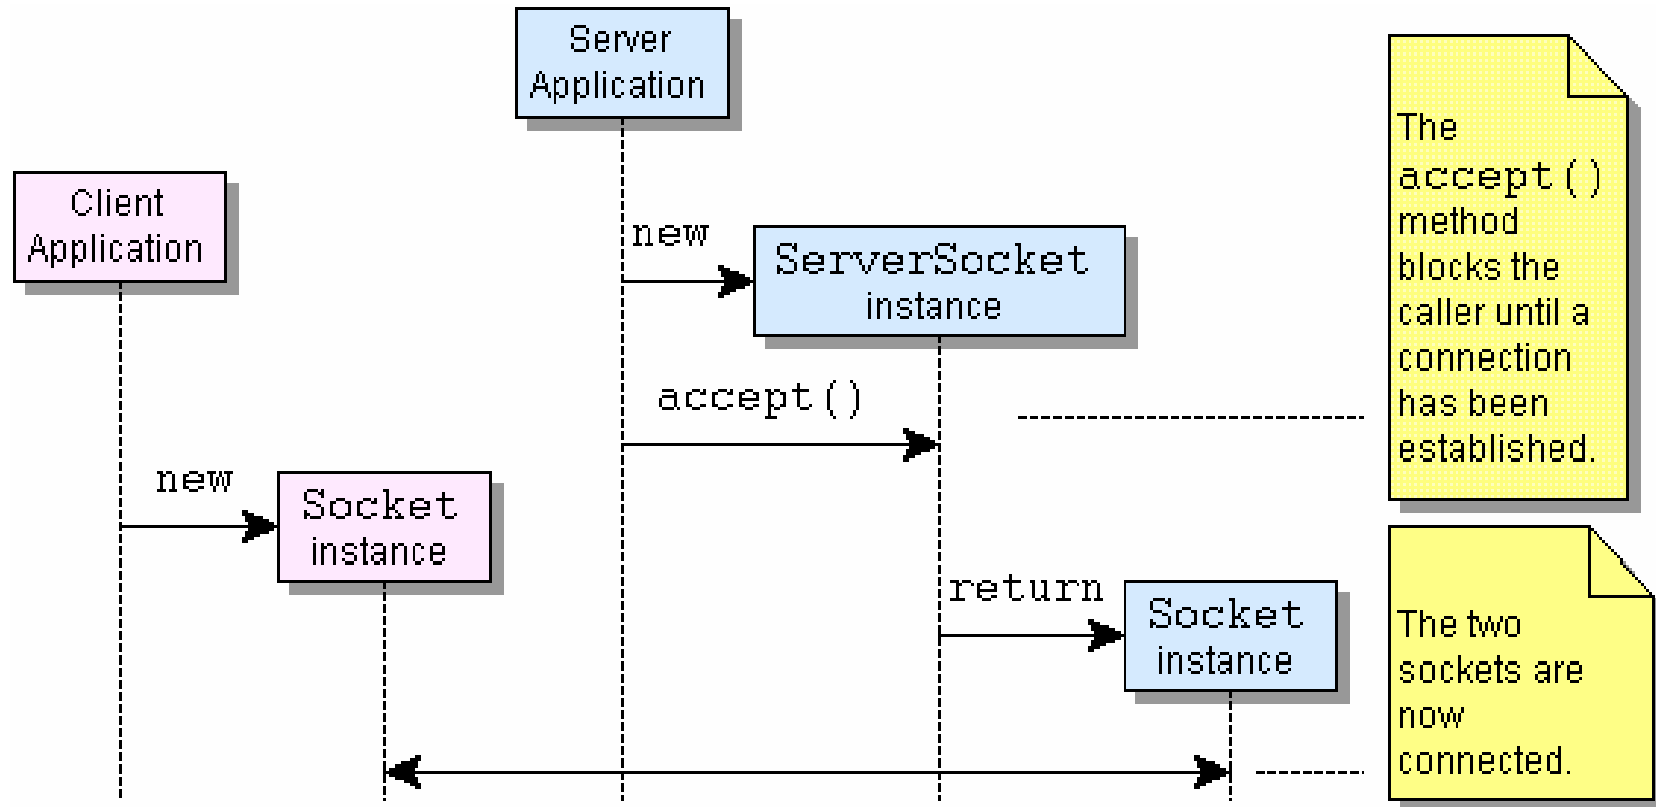 Server
Application
Client
Application
new
ServerSocket
instance
accept()
new
Socket
instance
return
Socket
instance
The
accept()
method
blocks the
caller until a
connection
has been
established.
The two
sockets are
now
connected.